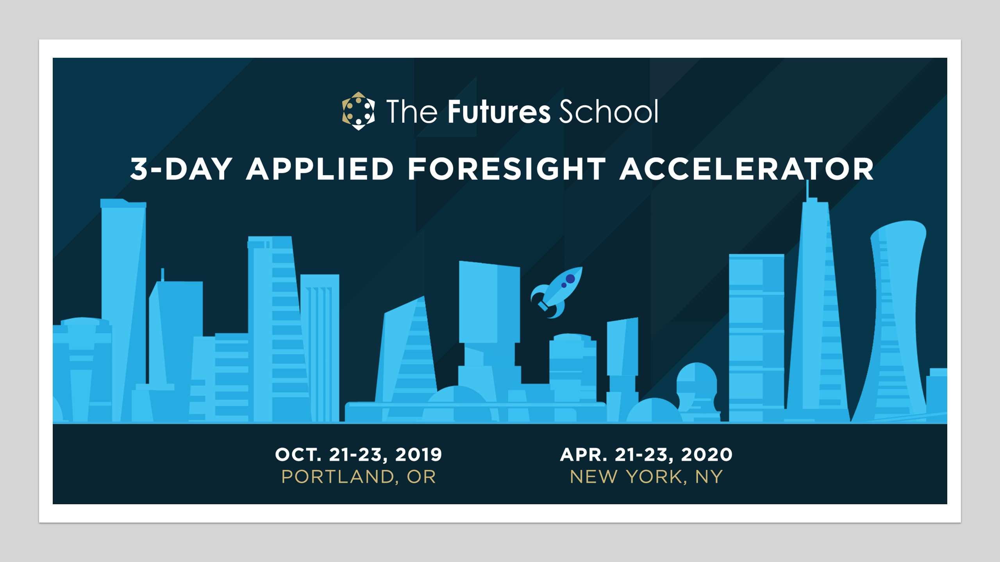 The Futures School
3-DAY APPLIED FORESIGHT ACCELERATOR
OCT. 21-23, 2019
PORTLAND, OR
APR. 21-23, 2020
NEW YORK, NY